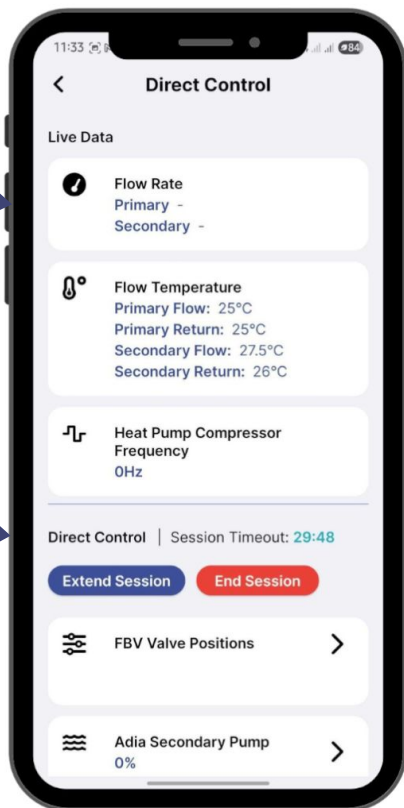 11:33
84
Direct Control
Live Data
Flow Rate
Primary -
Secondary -
Flow Temperature
Primary Flow: 25°C
Primary Return: 25°C
Secondary Flow: 27.5°C
Secondary Return: 26°C
Heat Pump Compressor
Frequency
0Hz
Direct Control | Session Timeout: 29:48
Extend Session
End Session
FBV Valve Positions
Adia Secondary Pump
0%